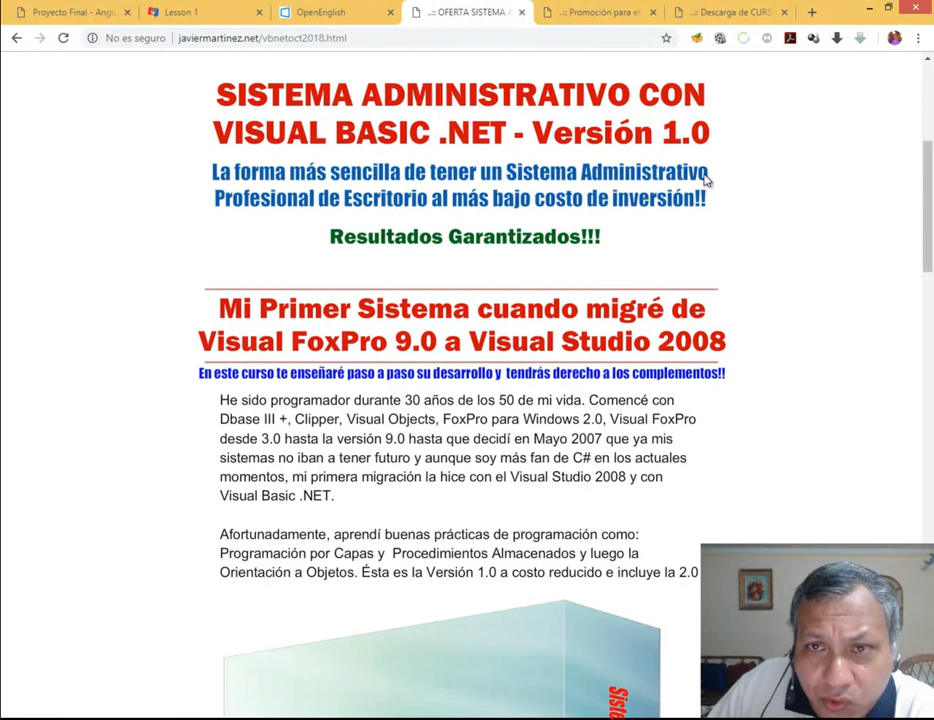 Proyecto Final - Angu
Lesson 1
OpenEnglish
..:: OFERTA SISTEMA A
..:: Promoción para el
..:: Descarga de CURS
No es seguro
javiermartinez.net/vbnetoct2018.html
SISTEMA ADMINISTRATIVO CON
VISUAL BASIC .NET - Versión 1.0
La forma más sencilla de tener un Sistema Administrativo
Profesional de Escritorio al más bajo costo de inversión!!
Resultados Garantizados!!!
Mi Primer Sistema cuando migré de
Visual FoxPro 9.0 a Visual Studio 2008
En este curso te enseñaré paso a paso su desarrollo y tendrás derecho a los complementos!!
He sido programador durante 30 años de los 50 de mi vida. Comencé con
Dbase III +, Clipper, Visual Objects, FoxPro para Windows 2.0, Visual FoxPro
desde 3.0 hasta la versión 9.0 hasta que decidí en Mayo 2007 que ya mis
sistemas no iban a tener futuro y aunque soy más fan de C# en los actuales
momentos, mi primera migración la hice con el Visual Studio 2008 y con
Visual Basic .NET.
Afortunadamente, aprendí buenas prácticas de programación como:
Programación por Capas y Procedimientos Almacenados y luego la
Orientación a Objetos. Ésta es la Versión 1.0 a costo reducido e incluye la 2.0
Siste